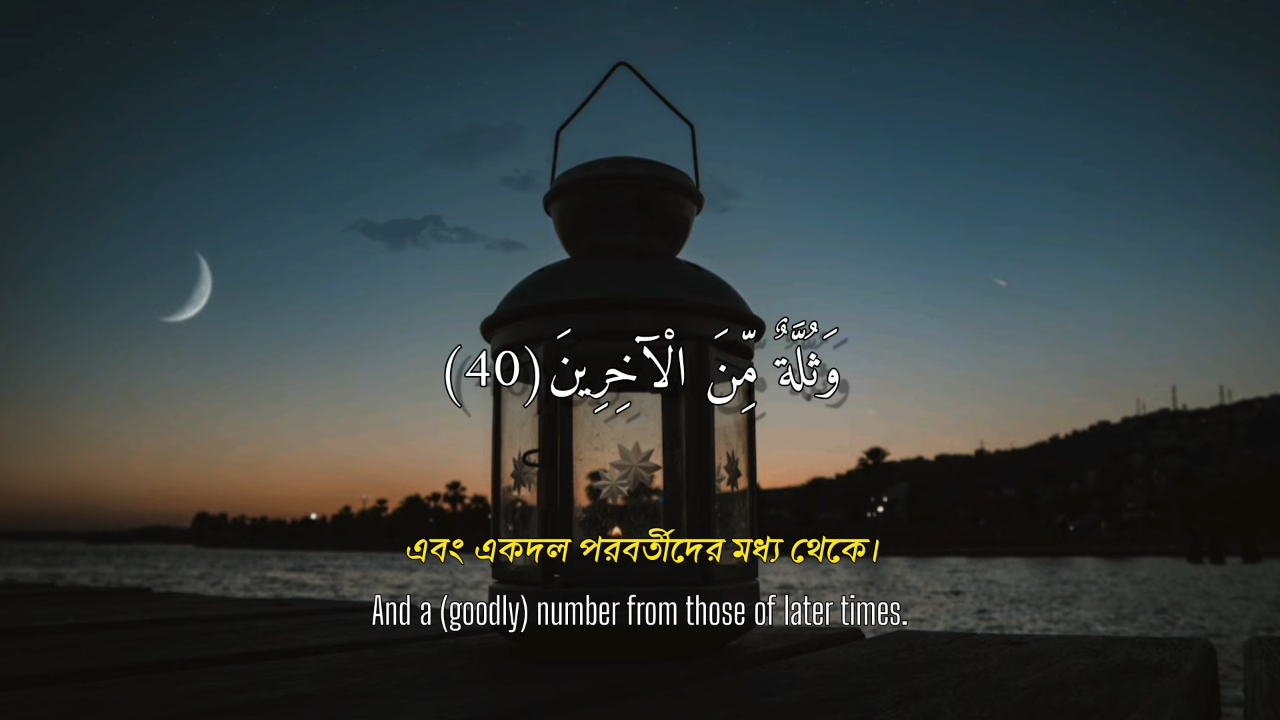 وَثُلَّةٌ مِّنَ الْآخِرِينَ (40)
এবং একদল পরবর্তীদের মধ্য থেকে।
And a (goodly) number from those of later times.